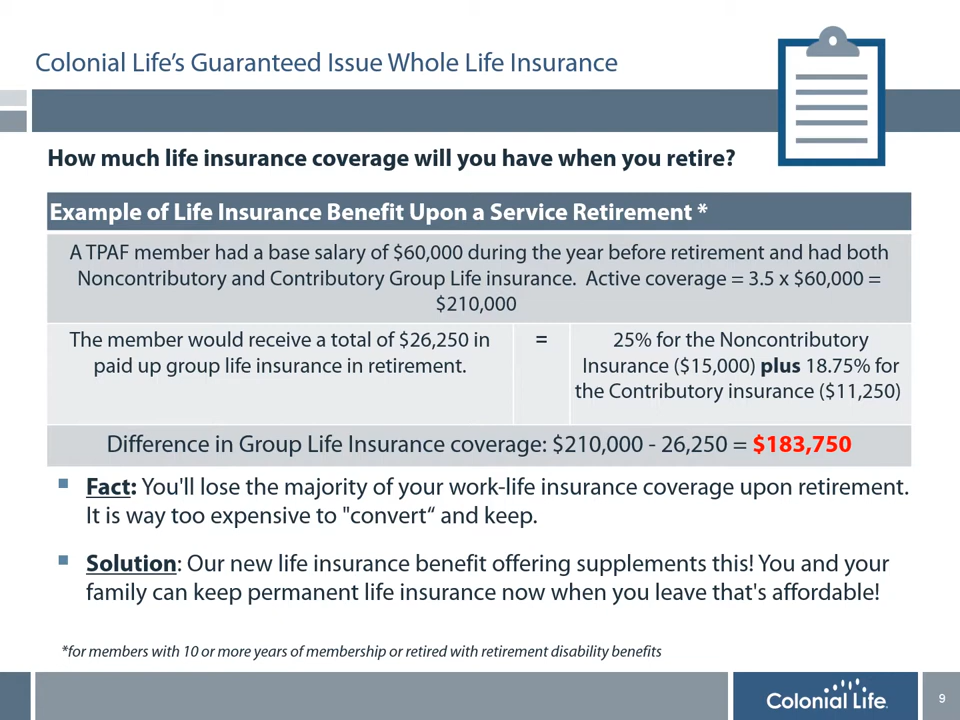 Colonial Life’s Guaranteed Issue Whole Life Insurance
How much life insurance coverage will you have when you retire?
Example of Life Insurance Benefit Upon a Service Retirement *
A TPAF member had a base salary of $60,000 during the year before retirement and had both
Noncontributory and Contributory Group Life insurance.  Active coverage = 3.5 x $60,000 =
$210,000
The member would receive a total of $26,250 in
paid up group life insurance in retirement.
=
25% for the Noncontributory
Insurance ($15,000) plus 18.75% for
the Contributory insurance ($11,250)
Difference in Group Life Insurance coverage: $210,000 - 26,250 = $183,750
▪ Fact: You'll lose the majority of your work-life insurance coverage upon retirement.
It is way too expensive to "convert“ and keep.
▪ Solution: Our new life insurance benefit offering supplements this! You and your
family can keep permanent life insurance now when you leave that's affordable!
*for members with 10 or more years of membership or retired with retirement disability benefits
Colonial Life.
9